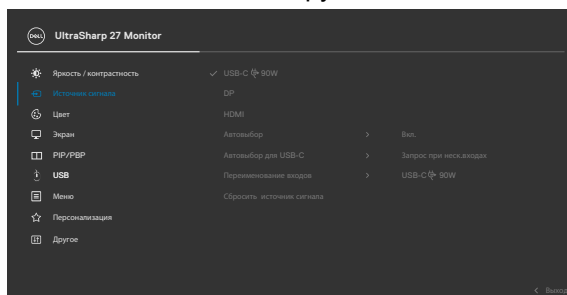 DELL UltraSharp 27 Monitor
Яркость / контрастность
USB-C 90W
Источник сигнала
DP
Цвет
HDMI
Экран
Автовыбор
Вкл.
PIP/PBP
Автовыбор для USB-C
Запрос при неск.входах
USB
Переименование входов
USB-C 90W
Меню
Сбросить источник сигнала
Персонализация
Другое
Выход